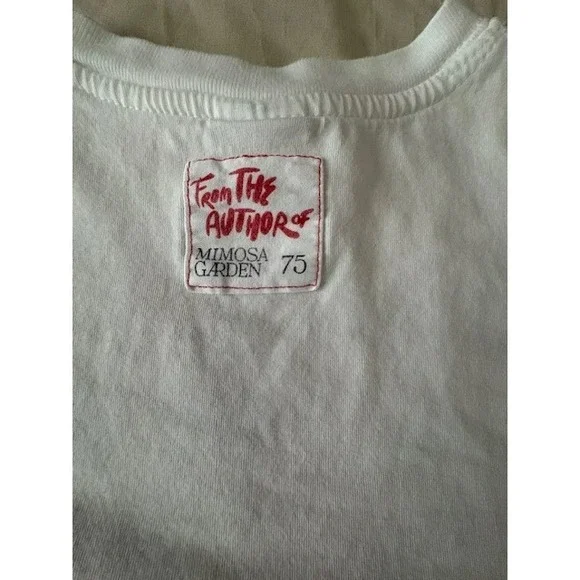 From THE
AUTHOR OF
MIMOSA
GARDEN 75